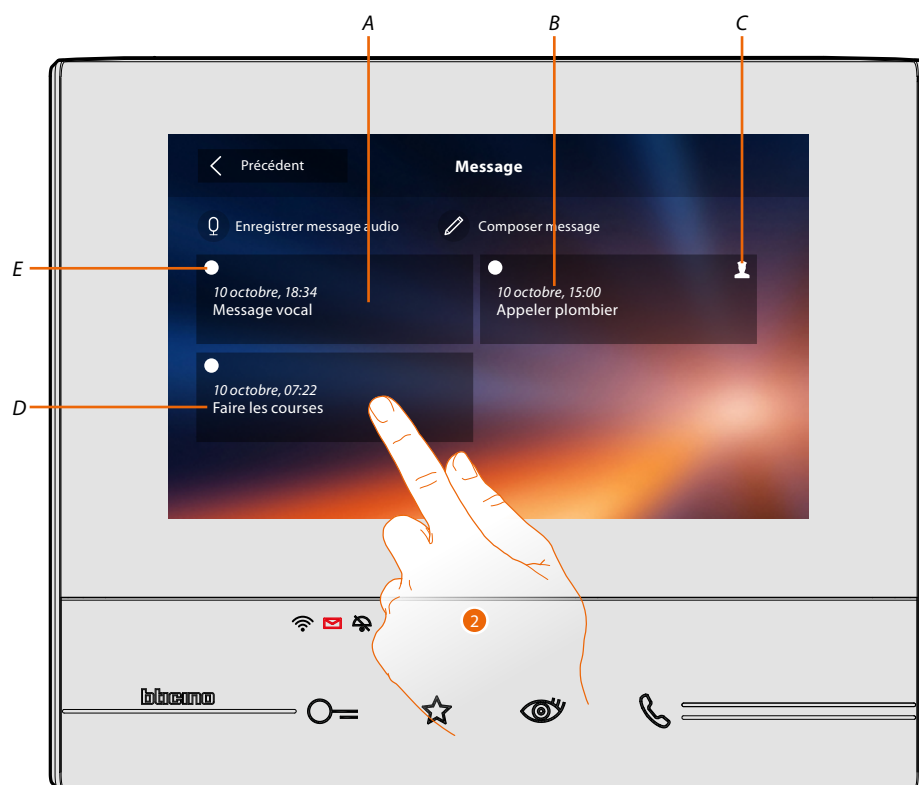 A B C
Précédent Message
Enregistrer message audio Composer message
E
10 octobre, 18:34 10 octobre, 15:00
Message vocal Appeler plombier
10 octobre, 07:22
D Faire les courses
2
bticino